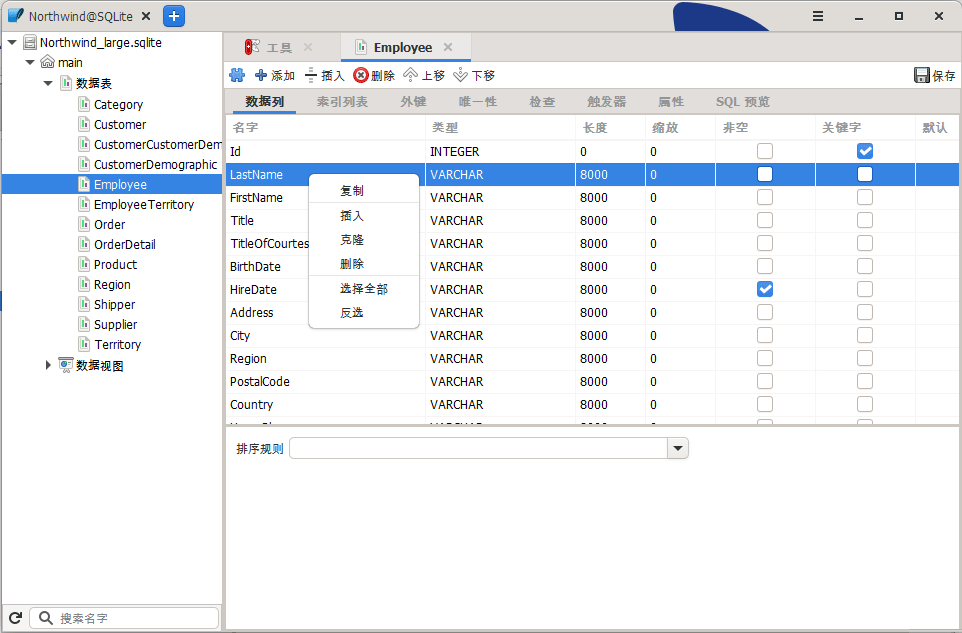 Northwind@SQLite
Northwind_large.sqlite
main
数据表
Category
Customer
CustomerCustomerDem
CustomerDemographic
Employee
EmployeeTerritory
Order
OrderDetail
Product
Region
Shipper
Supplier
Territory
数据视图
搜索名字
工具 Employee
添加 插入 删除 上移 下移 保存
数据列 索引列表 外键 唯一性 检查 触发器 属性 SQL 预览
名字 类型 长度 缩放 非空 关键字 默认
Id INTEGER 0 0
LastName VARCHAR 8000 0
FirstName VARCHAR 8000 0
Title VARCHAR 8000 0
TitleOfCourtes VARCHAR 8000 0
BirthDate VARCHAR 8000 0
HireDate VARCHAR 8000 0
Address VARCHAR 8000 0
City VARCHAR 8000 0
Region VARCHAR 8000 0
PostalCode VARCHAR 8000 0
Country VARCHAR 8000 0
复制
插入
克隆
删除
选择全部
反选
排序规则